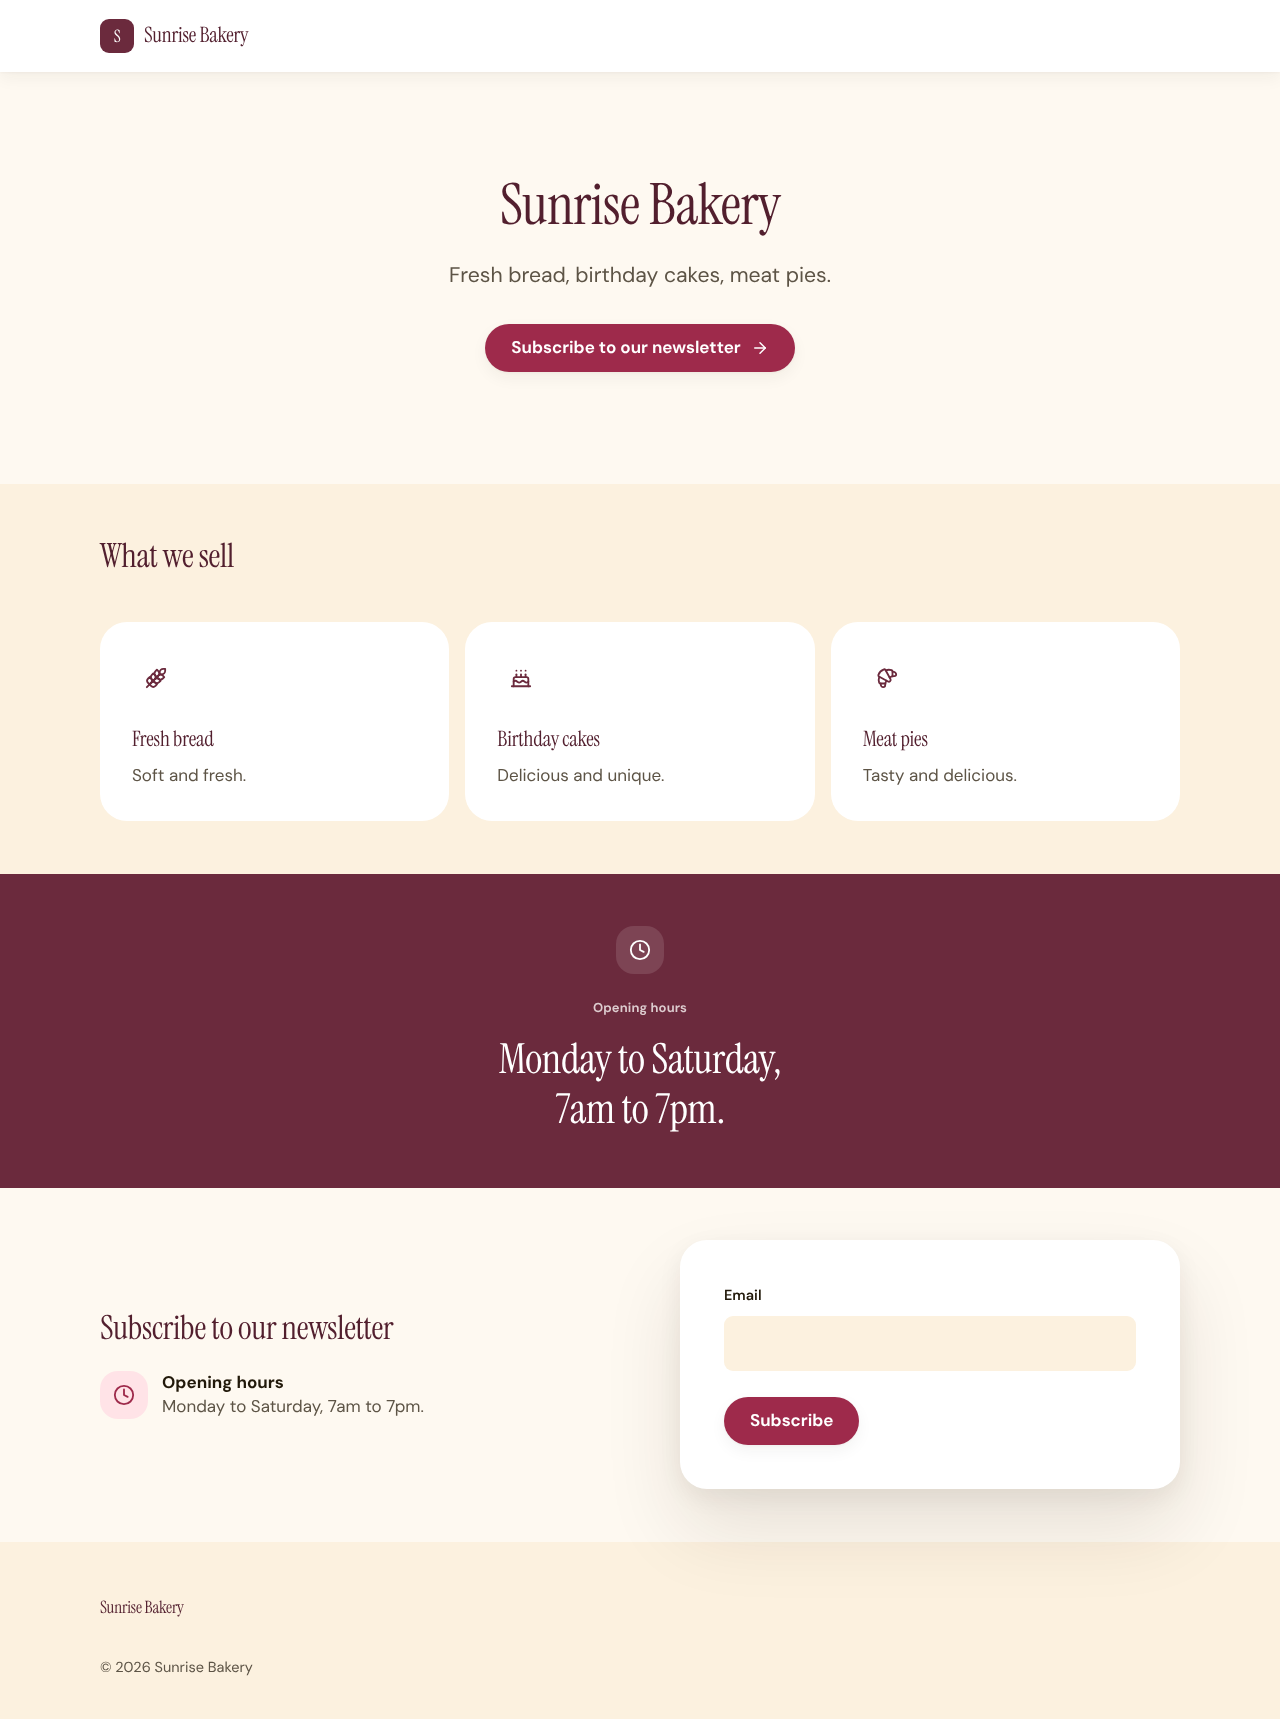 S Sunrise Bakery
Sunrise Bakery
Fresh bread, birthday cakes, meat pies.
Subscribe to our newsletter
What we sell
Fresh bread
Soft and fresh.
Birthday cakes
Delicious and unique.
Meat pies
Tasty and delicious.
Opening hours
Monday to Saturday,
7am to 7pm.
Subscribe to our newsletter
Opening hours
Monday to Saturday, 7am to 7pm.
Email
Subscribe
Sunrise Bakery
© 2026 Sunrise Bakery